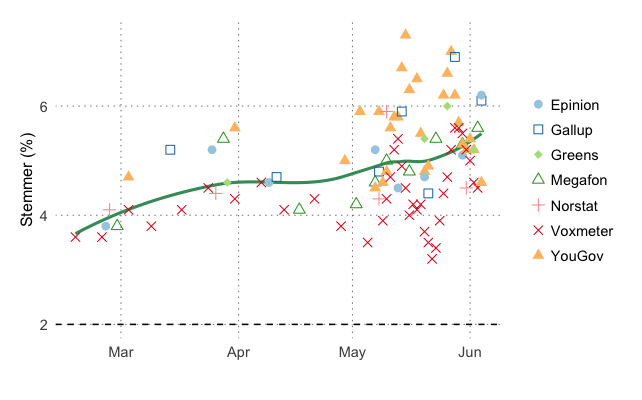 Stemmer (%)
6
4
2
Mar
Apr
May
Jun
Epinion
Gallup
Greens
Megafon
Norstat
Voxmeter
YouGov